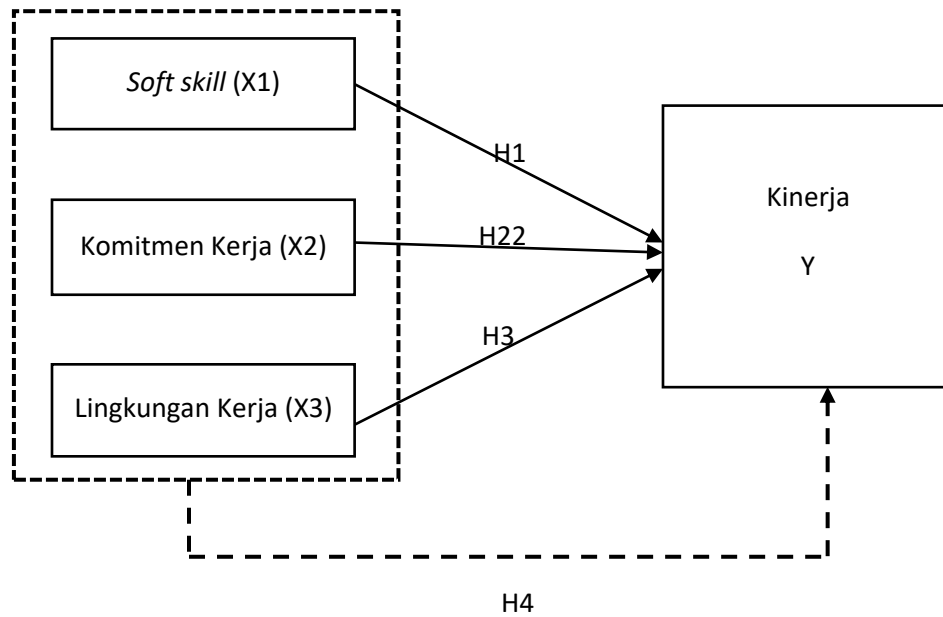 Soft skill (X1)
H1
Kinerja
Komitmen Kerja (X2)
H22
Y
H3
Lingkungan Kerja (X3)
H4